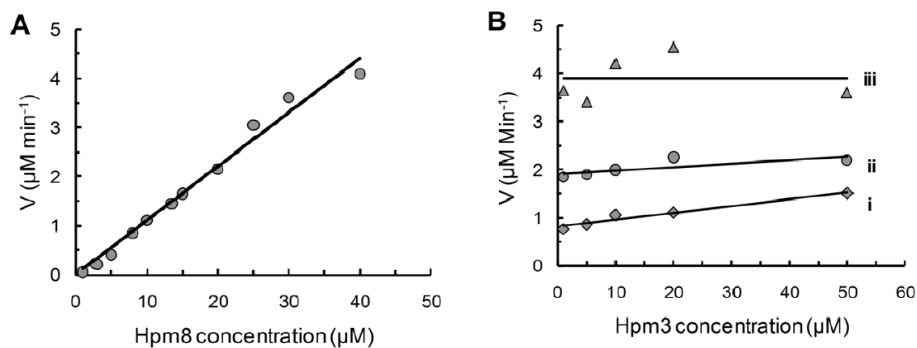 A
V (µM min⁻¹)
5
4
3
2
1
0
0 10 20 30 40 50
Hpm8 concentration (µM)
B
V (µM Min⁻¹)
5
4
3
2
1
0
iii
ii
i
0 10 20 30 40 50 60
Hpm3 concentration (µM)